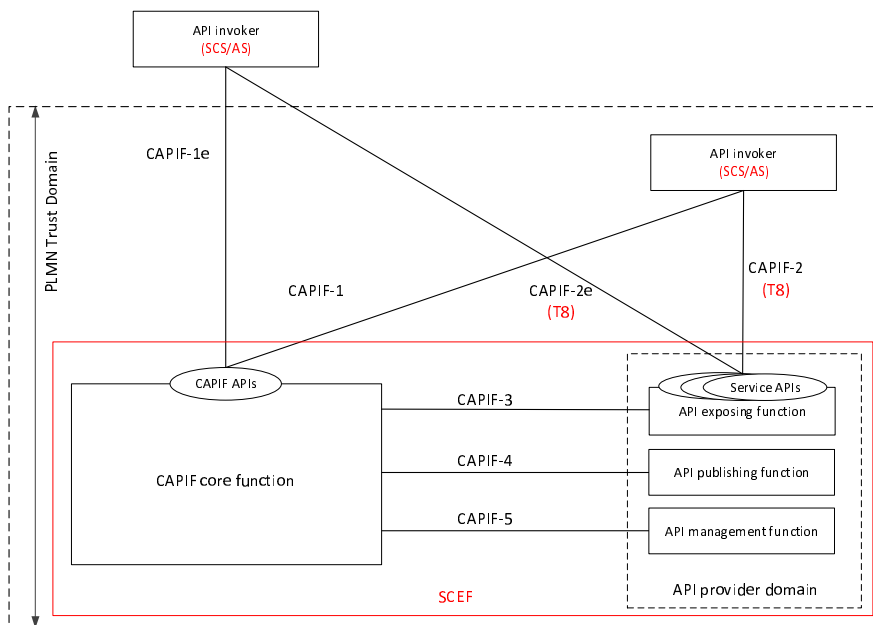 API invoker
(SCS/AS)
CAPIF-1e
API invoker
(SCS/AS)
PLMN Trust Domain
CAPIF-1
CAPIF-2e
(T8)
CAPIF-2
(T8)
CAPIF APIs
Service APIs
CAPIF-3
API exposing function
CAPIF core function
CAPIF-4
API publishing function
CAPIF-5
API management function
API provider domain
SCEF